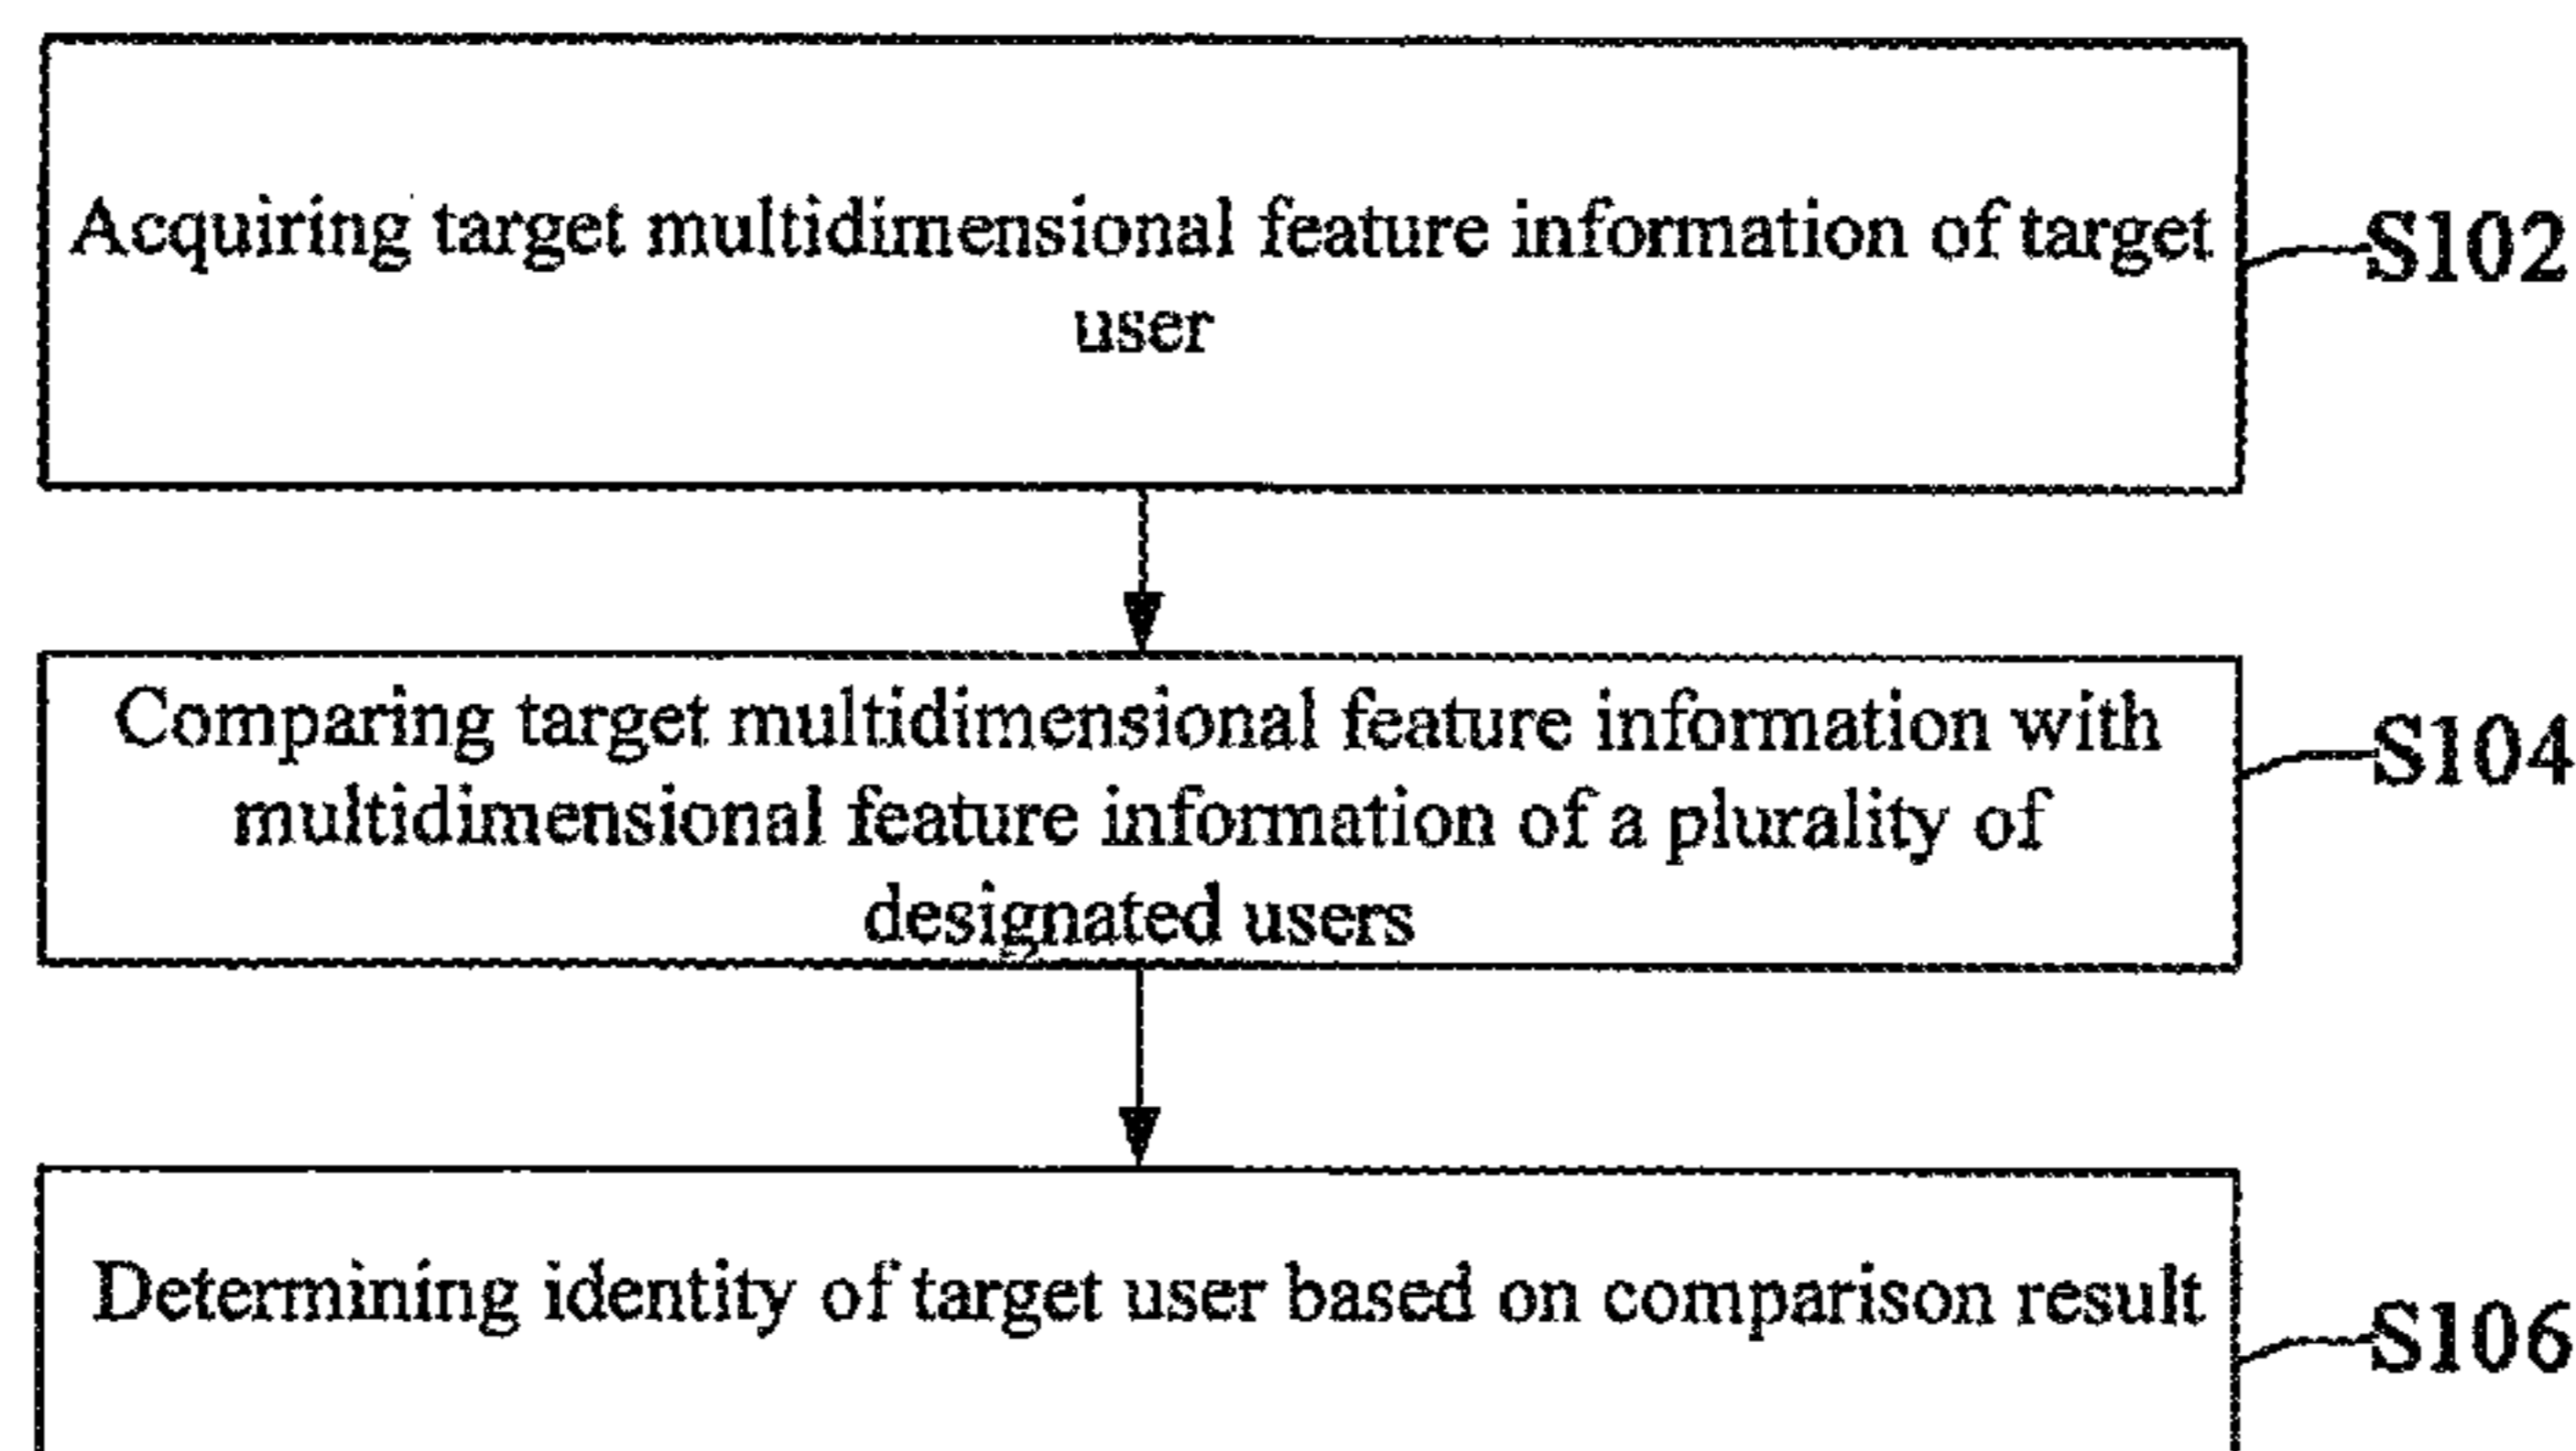 Acquiring target multidimensional feature information of target
user
S102
Comparing target multidimensional feature information with
multidimensional feature information of a plurality of
designated users
S104
Determining identity of target user based on comparison result
S106